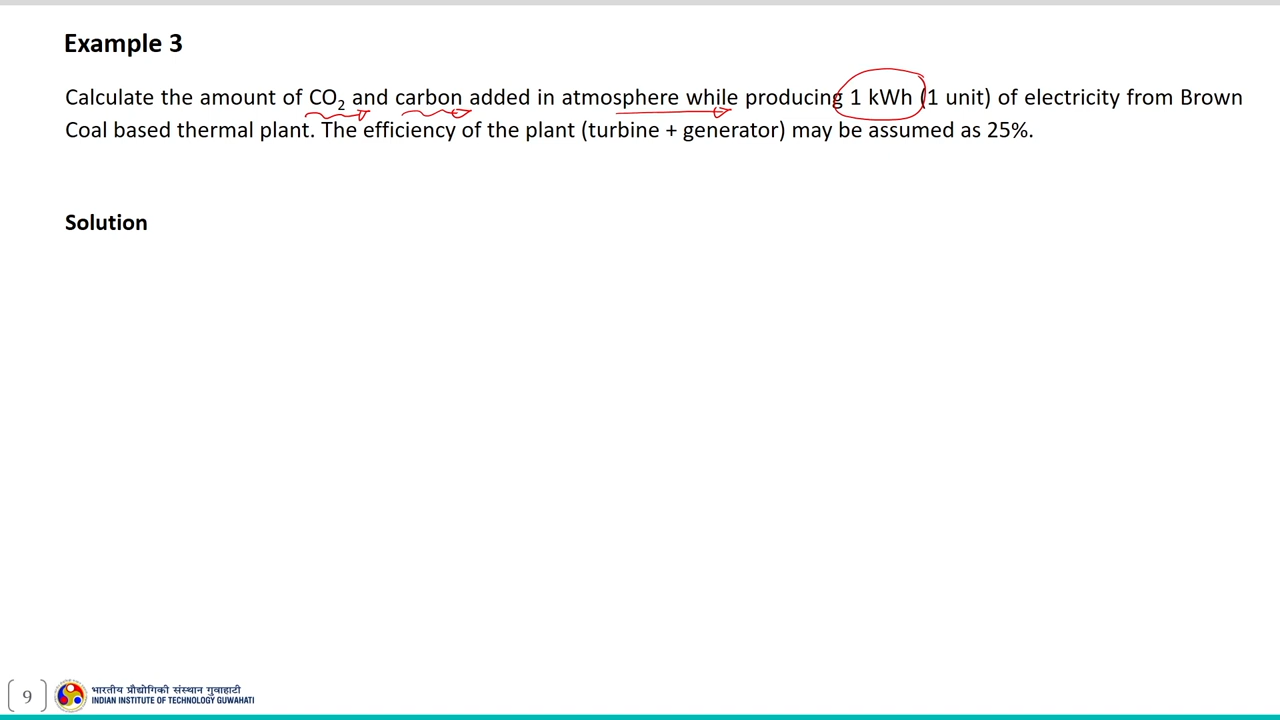 Example 3
Calculate the amount of CO₂ and carbon added in atmosphere while producing 1 kWh (1 unit) of electricity from Brown
Coal based thermal plant. The efficiency of the plant (turbine + generator) may be assumed as 25%.
Solution
9
भारतीय प्रौद्योगिकी संस्थान गुवाहाटी
INDIAN INSTITUTE OF TECHNOLOGY GUWAHATI